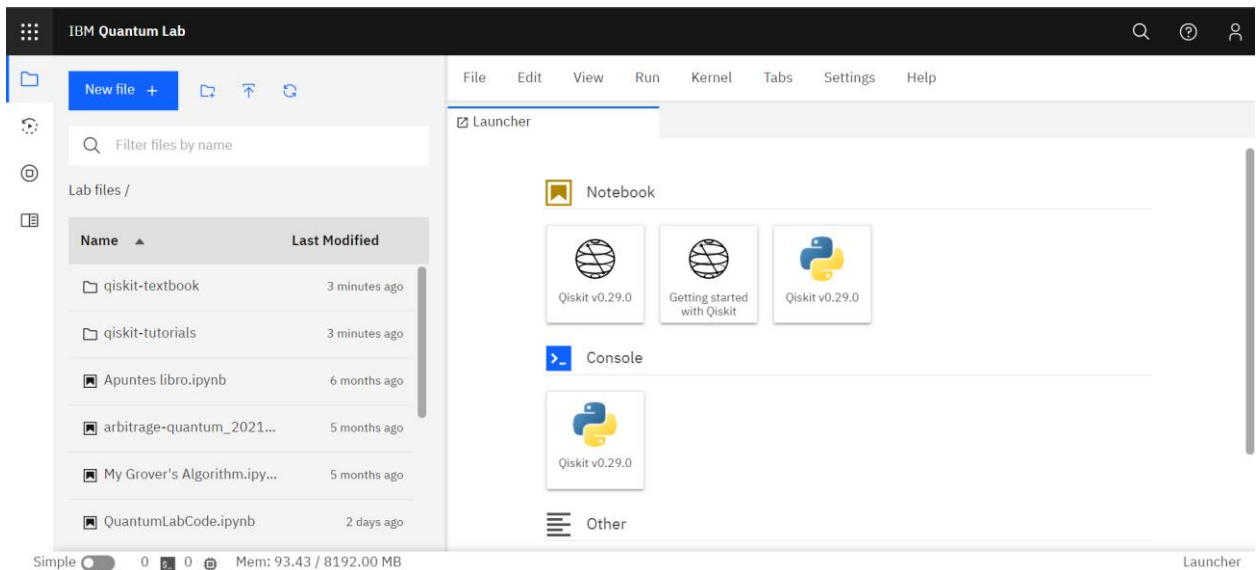 IBM Quantum Lab
New file +
File Edit View Run Kernel Tabs Settings Help
Launcher
Filter files by name
Lab files /
Name Last Modified
qiskit-textbook 3 minutes ago
qiskit-tutorials 3 minutes ago
Apuntes libro.ipynb 6 months ago
arbitrage-quantum_2021... 5 months ago
My Grover's Algorithm.ipy... 5 months ago
QuantumLabCode.ipynb 2 days ago
Notebook
Qiskit v0.29.0
Getting started
with Qiskit
Qiskit v0.29.0
Console
Qiskit v0.29.0
Other
Simple 0 0 Mem: 93.43 / 8192.00 MB Launcher